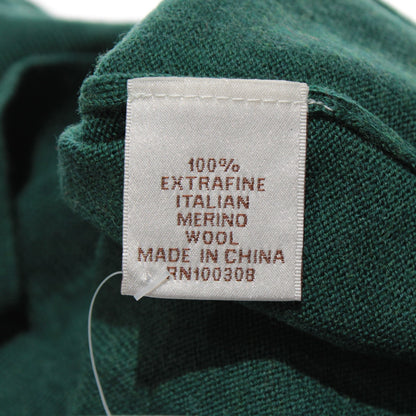 100%
EXTRAFINE
ITALIAN
MERINO
WOOL
MADE IN CHINA
RN100308